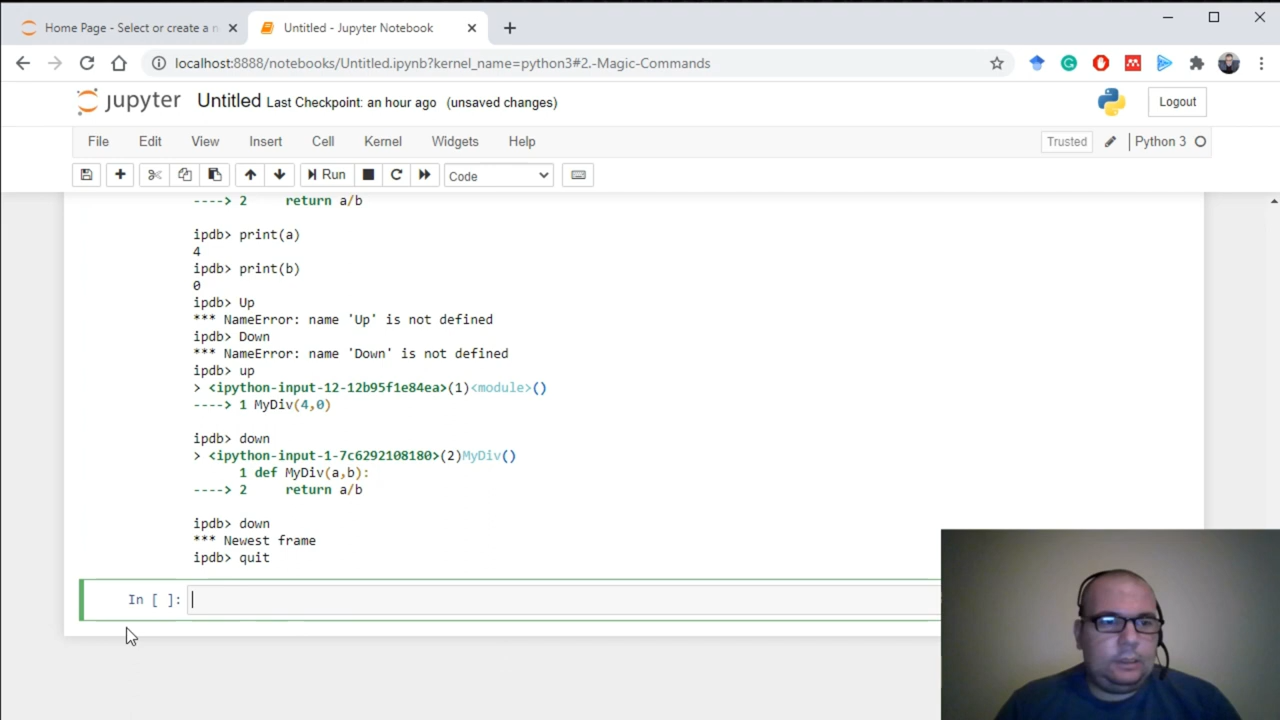 Home Page - Select or create a n
Untitled - Jupyter Notebook
localhost:8888/notebooks/Untitled.ipynb?kernel_name=python3#2.-Magic-Commands
jupyter Untitled Last Checkpoint: an hour ago (unsaved changes)
Logout
File Edit View Insert Cell Kernel Widgets Help
Trusted
Python 3
Run
Code
----> 2 return a/b
ipdb> print(a)
4
ipdb> print(b)
0
ipdb> Up
*** NameError: name 'Up' is not defined
ipdb> Down
*** NameError: name 'Down' is not defined
ipdb> up
> <ipython-input-12-12b95f1e84ea>(1)<module>()
----> 1 MyDiv(4,0)
ipdb> down
> <ipython-input-1-7c6292108180>(2)MyDiv()
1 def MyDiv(a,b):
----> 2 return a/b
ipdb> down
*** Newest frame
ipdb> quit
In [ ]: